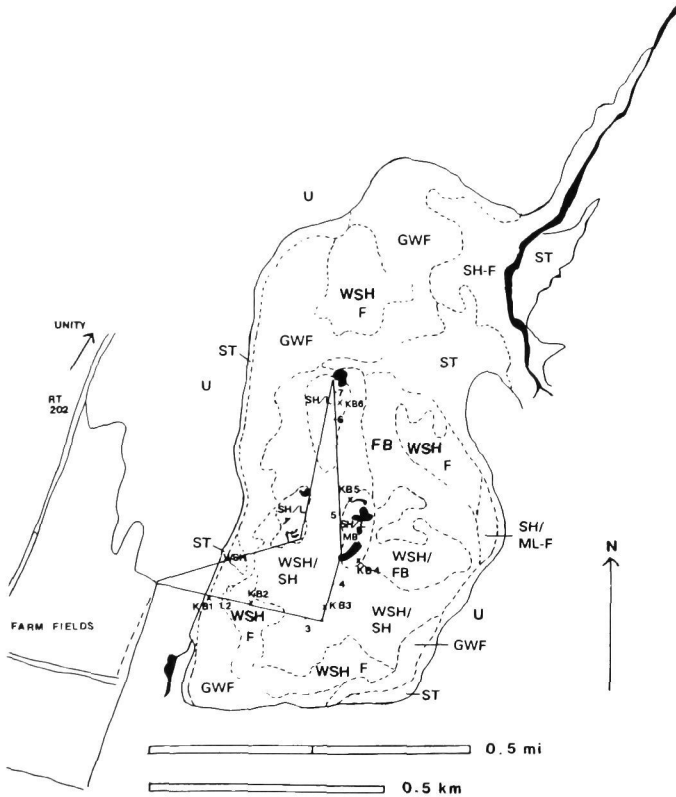 U
GWF
SH-F
ST
WSH
F
UNITY
GWF
ST
ST
RT
202
U
SH/L
7
KB6
6
FB
WSH
F
KB5
SH/L
5
SH/
MB
SH/
ML-F
ST
WSH
WSH/
SH
WSH/
FB
N
KB4
4
KB1
1
2
KB2
KB3
WSH/
SH
U
FARM FIELDS
WSH
F
3
GWF
WSH
F
GWF
ST
0.5 mi
0.5 km